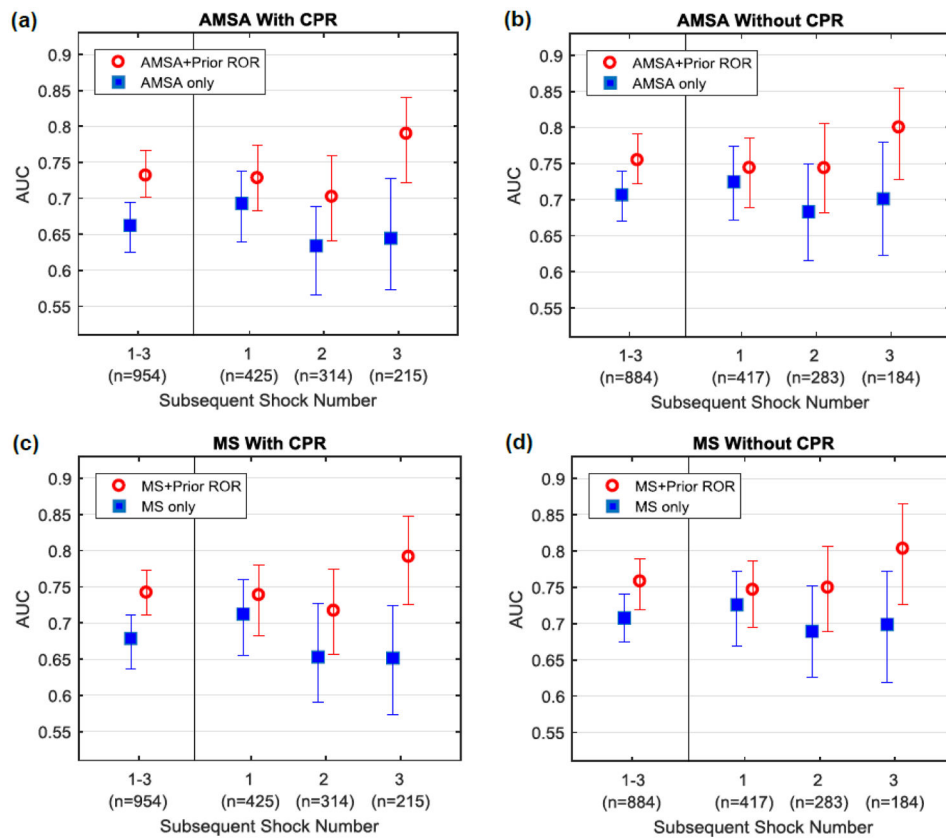 (a)
AMSA With CPR
AUC
0.9
0.85
0.8
0.75
0.7
0.65
0.6
0.55
AMSA+Prior ROR
AMSA only
1-3 1 2 3
(n=954) (n=425) (n=314) (n=215)
Subsequent Shock Number
(b)
AMSA Without CPR
AUC
0.9
0.85
0.8
0.75
0.7
0.65
0.6
0.55
AMSA+Prior ROR
AMSA only
1-3 1 2 3
(n=884) (n=417) (n=283) (n=184)
Subsequent Shock Number
(c)
MS With CPR
AUC
0.9
0.85
0.8
0.75
0.7
0.65
0.6
0.55
MS+Prior ROR
MS only
1-3 1 2 3
(n=954) (n=425) (n=314) (n=215)
Subsequent Shock Number
(d)
MS Without CPR
AUC
0.9
0.85
0.8
0.75
0.7
0.65
0.6
0.55
MS+Prior ROR
MS only
1-3 1 2 3
(n=884) (n=417) (n=283) (n=184)
Subsequent Shock Number